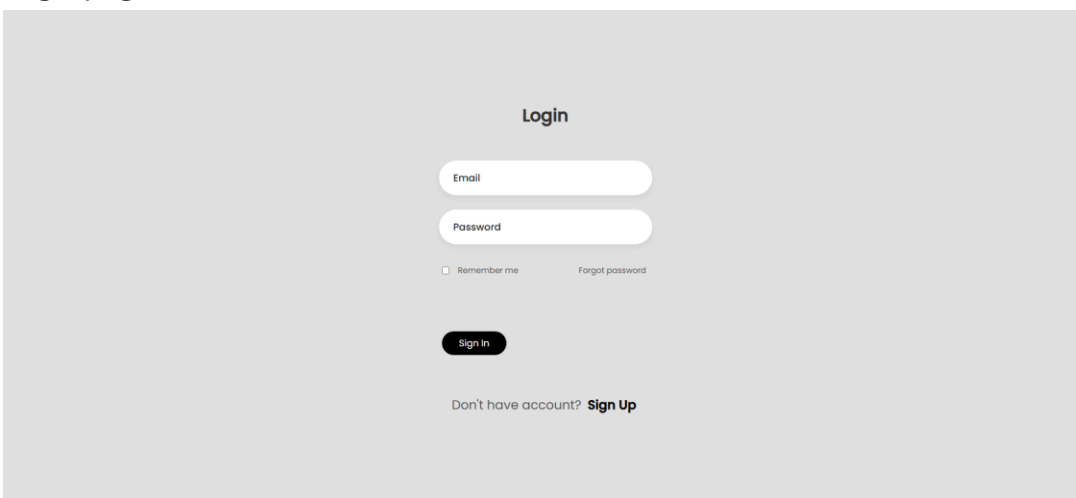 Login
Email
Password
Remember me Forgot password
Sign In
Don't have account? Sign Up